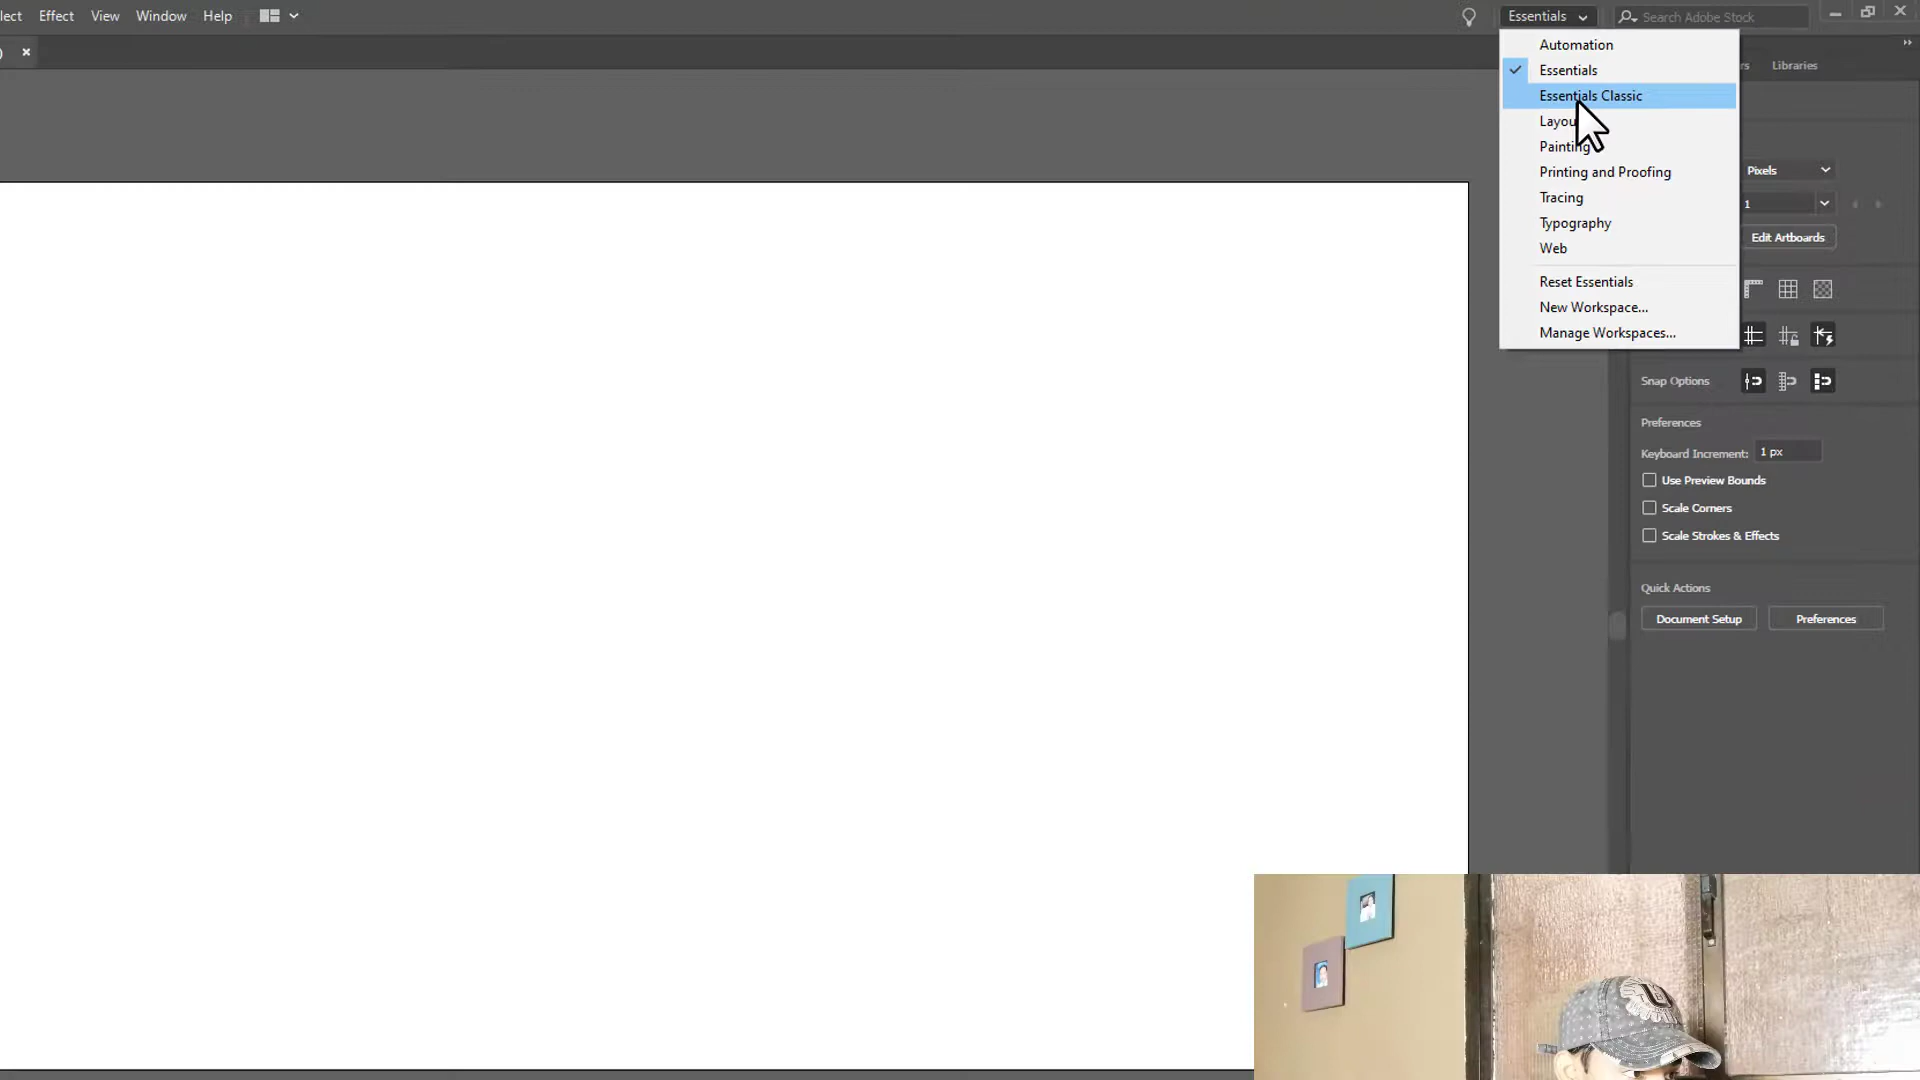 lect Effect View Window Help
Essentials
Search Adobe Stock
Automation
Essentials
Essentials Classic
Layou
Painting
Printing and Proofing
Tracing
Typography
Web
Reset Essentials
New Workspace...
Manage Workspaces...
rs Libraries
Pixels
1
Edit Artboards
Snap Options
Preferences
Keyboard Increment: 1 px
Use Preview Bounds
Scale Corners
Scale Strokes & Effects
Quick Actions
Document Setup Preferences